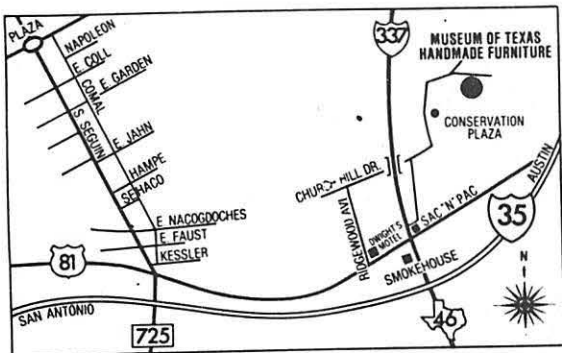 PLAZA
NAPOLEON
E. COLL
COMAL
E. GARDEN
S. SEGUIN
E. JAHN
HAMPE
SEHACO
E NACOGDOCHES
E. FAUST
KESSLER
81
SAN ANTONIO
725
337
MUSEUM OF TEXAS
HANDMADE FURNITURE
CONSERVATION
PLAZA
CHURCH HILL DR.
RIDGEWOOD AVE
DWIGHT'S
MOTEL
SAC "N" PAC
SMOKEHOUSE
AUSTIN
35
46
N